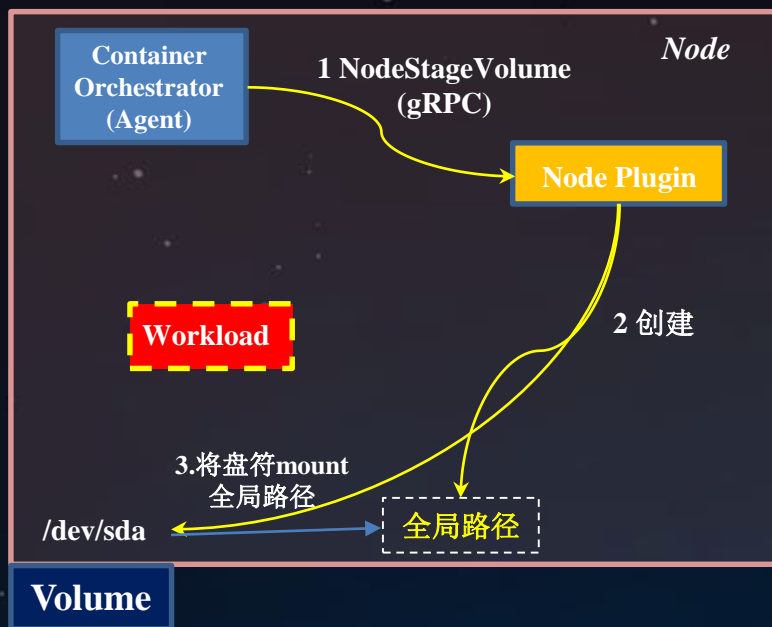 Container
Orchestrator
(Agent)
1 NodeStageVolume
(gRPC)
Node
Node Plugin
Workload
2 创建
3.将盘符mount
全局路径
/dev/sda
全局路径
Volume